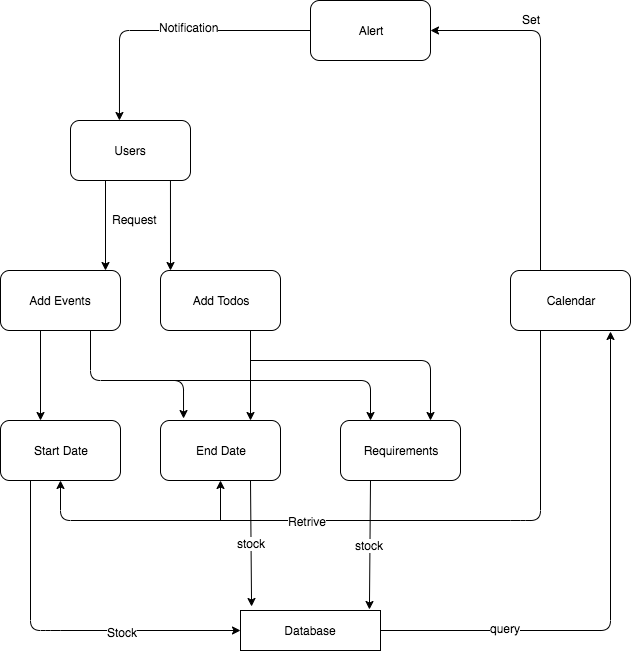 Set
Notification
Alert
Users
Request
Add Events
Add Todos
Calendar
Start Date
End Date
Requirements
Retrive
stock
stock
Stock
Database
query